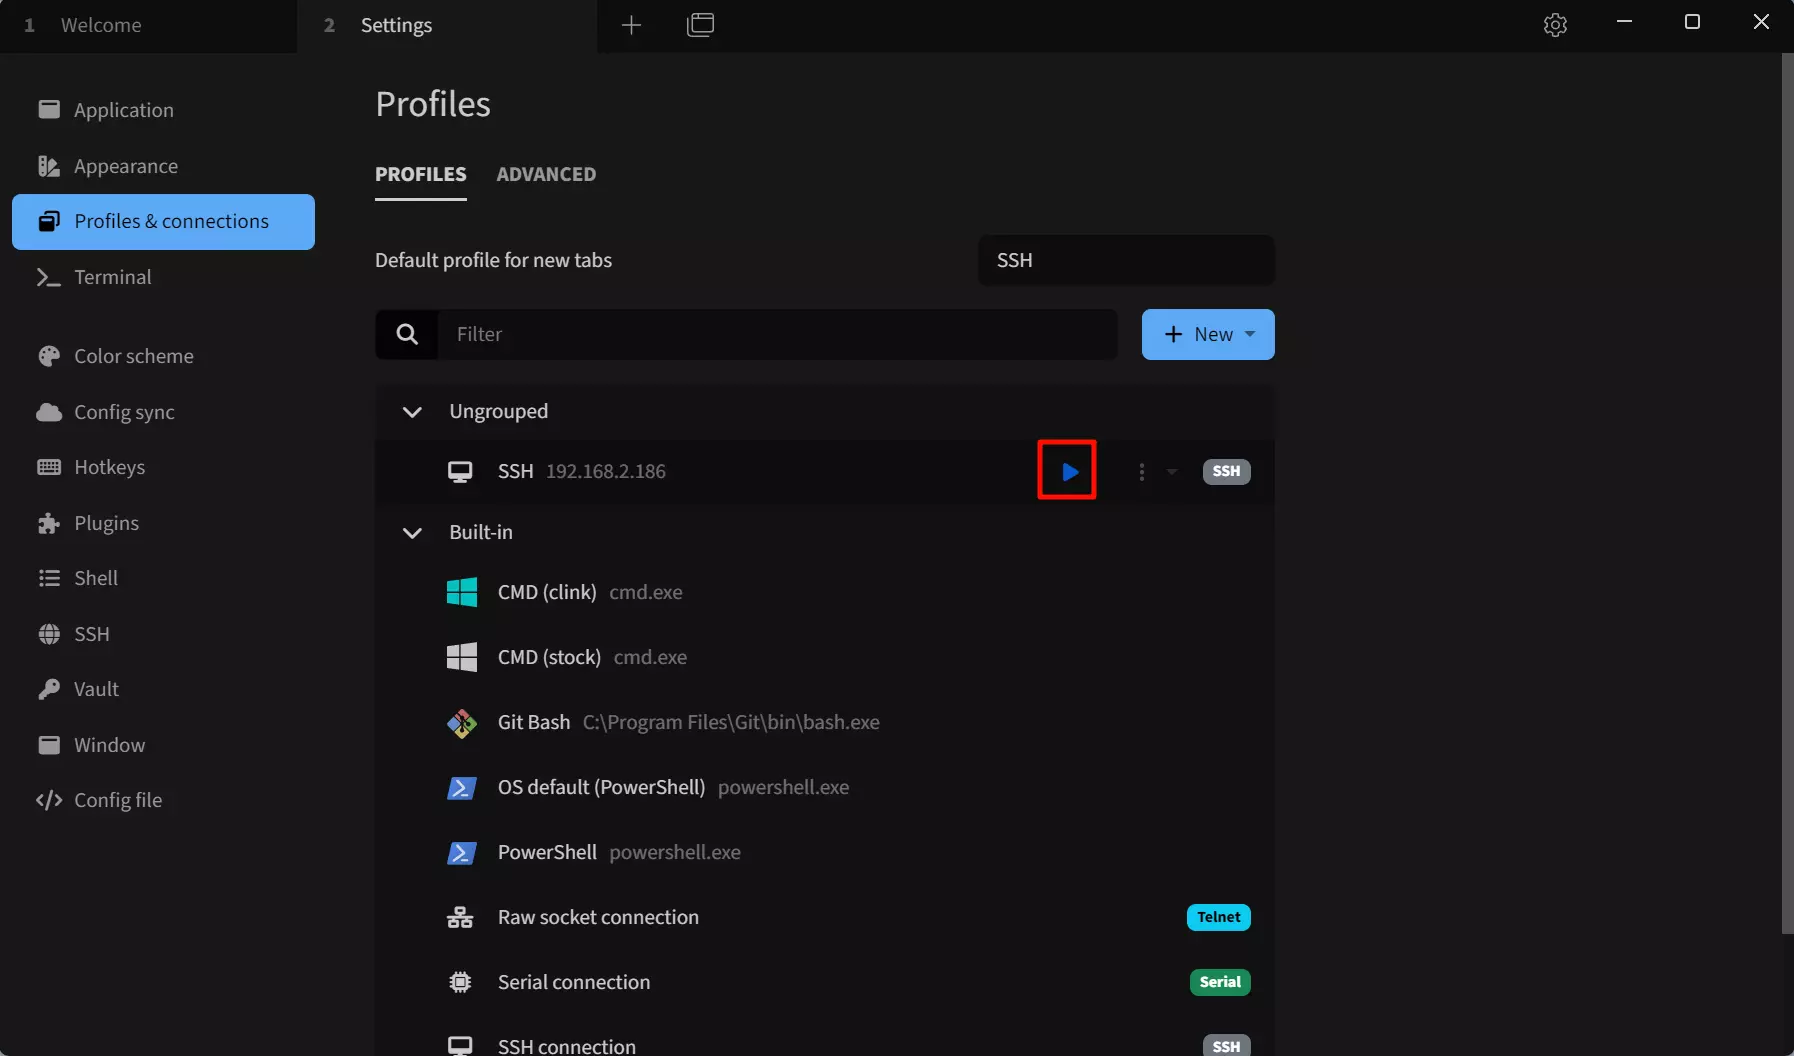 1 Welcome
2 Settings
Application
Appearance
Profiles & connections
Terminal
Color scheme
Config sync
Hotkeys
Plugins
Shell
SSH
Vault
Window
Config file
Profiles
PROFILES ADVANCED
Default profile for new tabs SSH
Filter
New
Ungrouped
SSH 192.168.2.186 SSH
Built-in
CMD (clink) cmd.exe
CMD (stock) cmd.exe
Git Bash C:\Program Files\Git\bin\bash.exe
OS default (PowerShell) powershell.exe
PowerShell powershell.exe
Raw socket connection Telnet
Serial connection Serial
SSH connection SSH